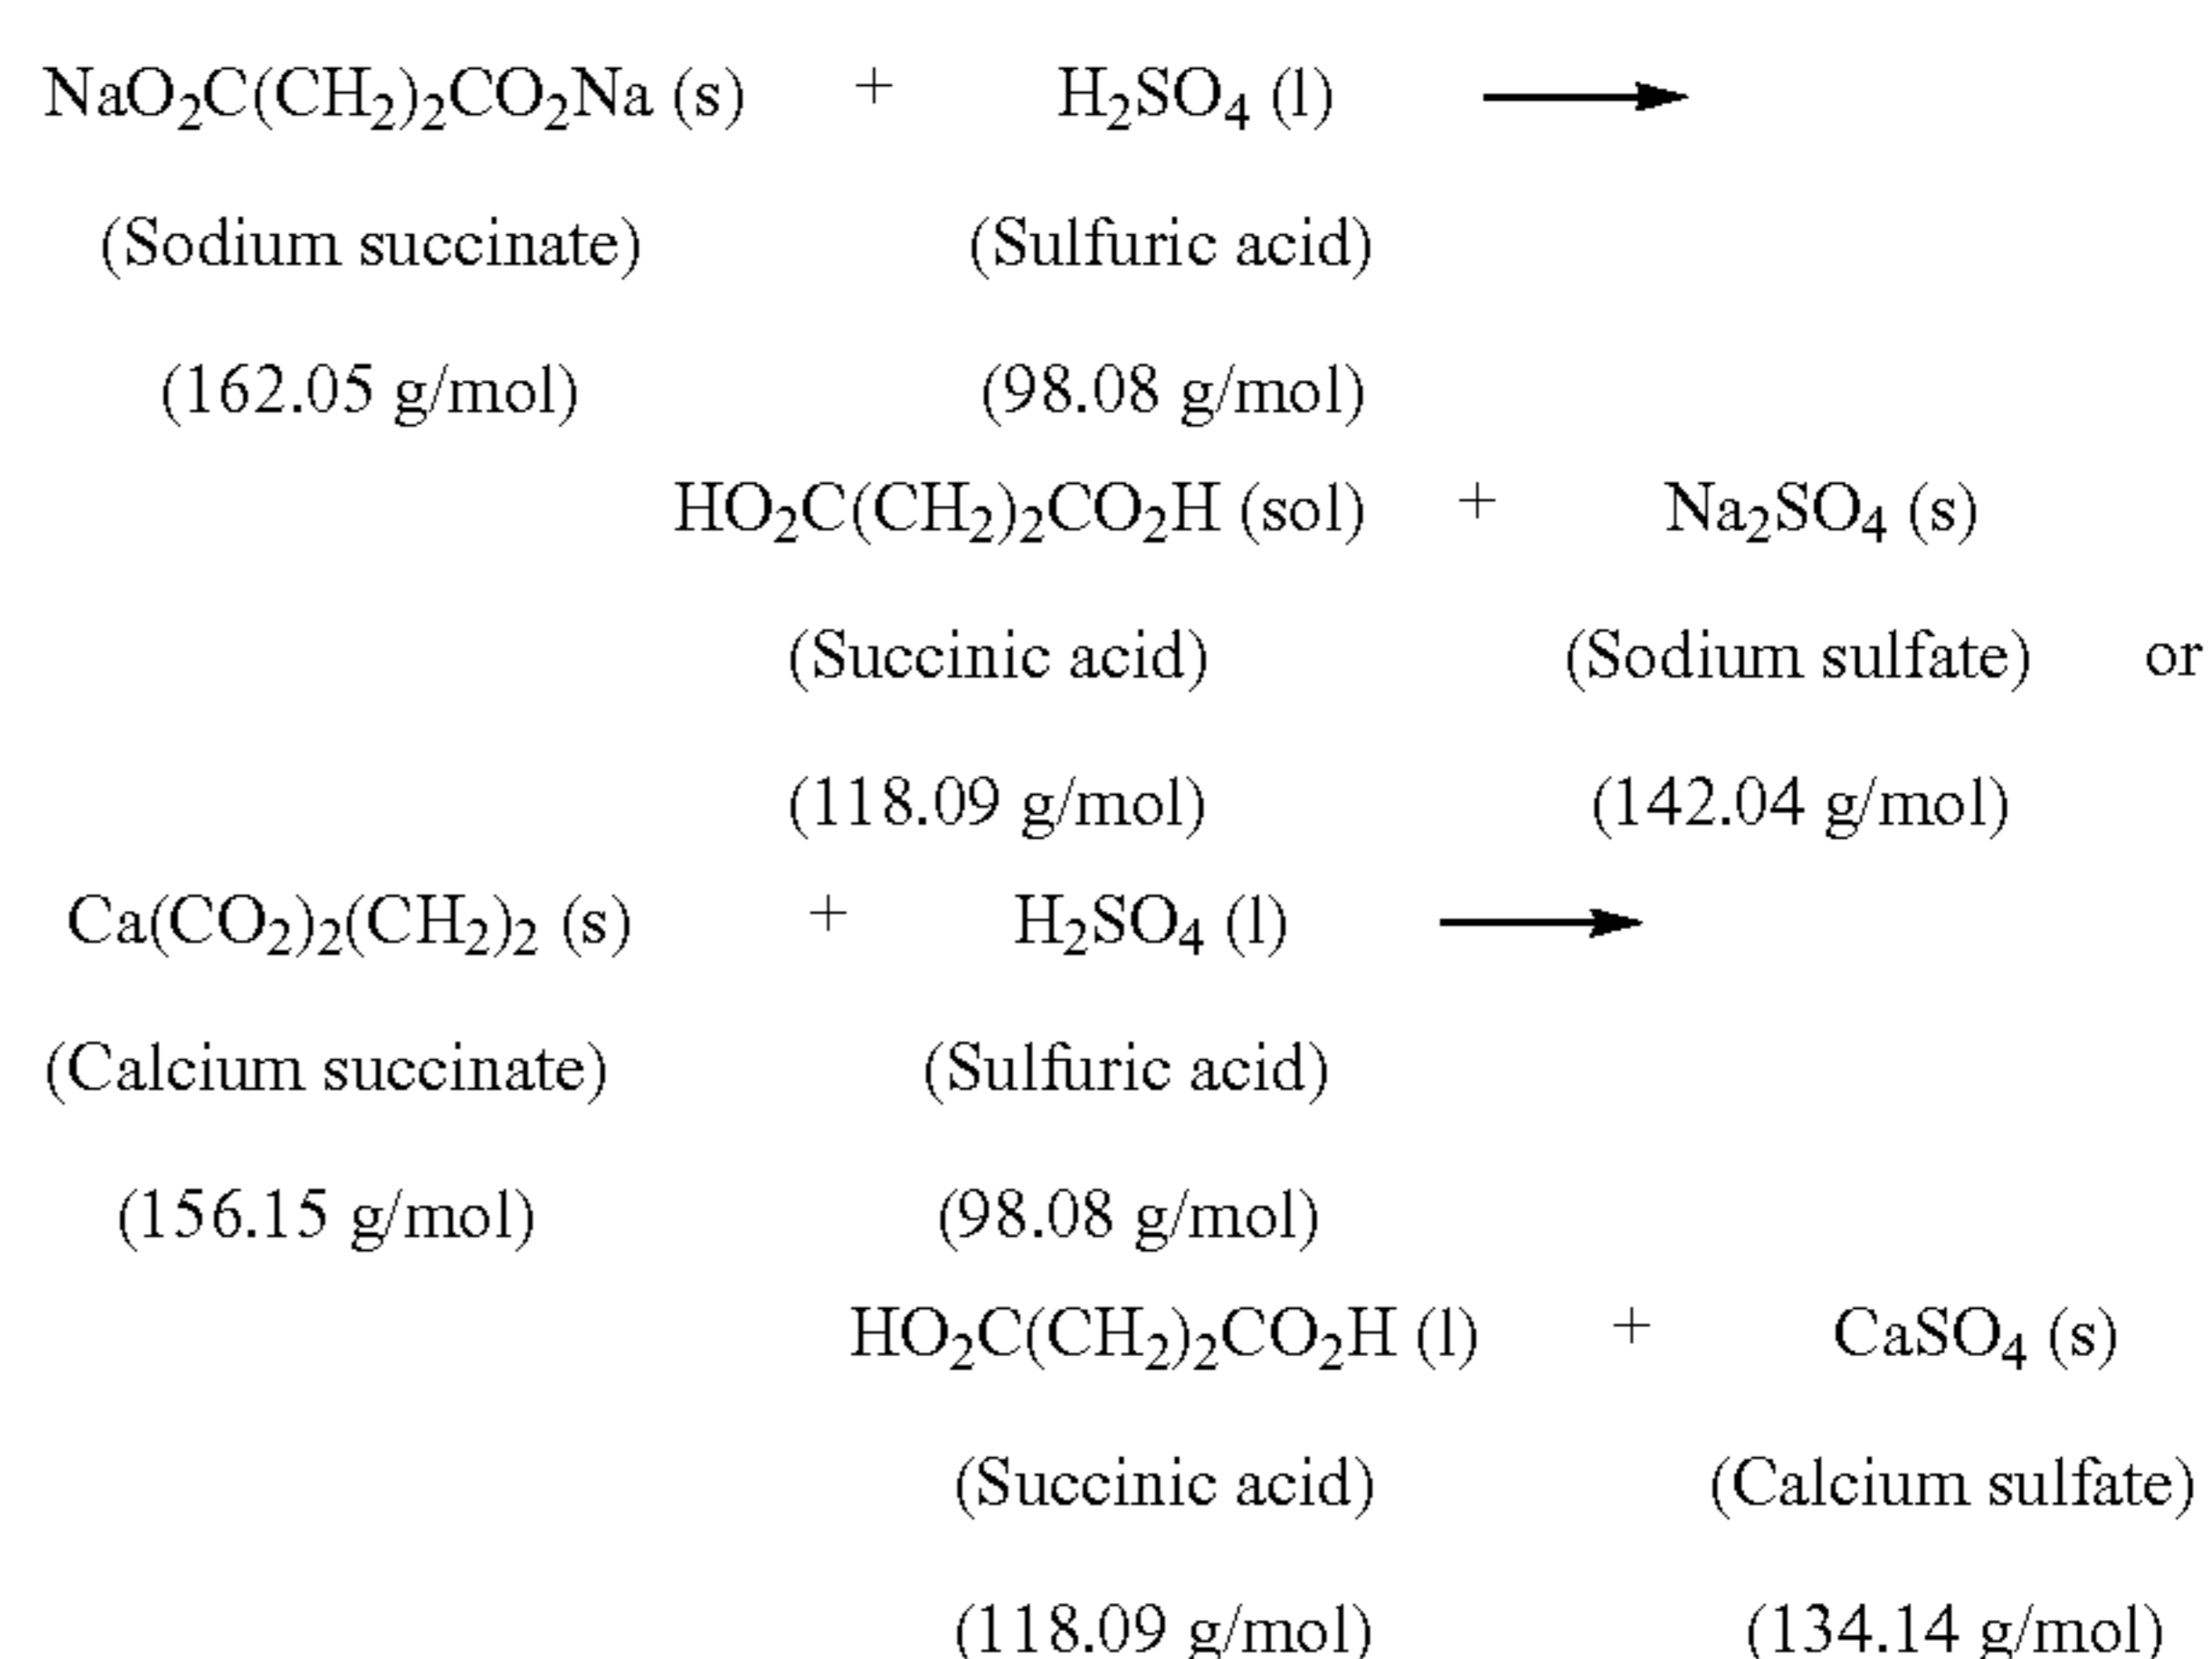 NaO₂C(CH₂)₂CO₂Na (s) + H₂SO₄ (l) ⟶
(Sodium succinate) (Sulfuric acid)
(162.05 g/mol) (98.08 g/mol)
HO₂C(CH₂)₂CO₂H (sol) + Na₂SO₄ (s)
(Succinic acid) (Sodium sulfate) or
(118.09 g/mol) (142.04 g/mol)
Ca(CO₂)₂(CH₂)₂ (s) + H₂SO₄ (l) ⟶
(Calcium succinate) (Sulfuric acid)
(156.15 g/mol) (98.08 g/mol)
HO₂C(CH₂)₂CO₂H (l) + CaSO₄ (s)
(Succinic acid) (Calcium sulfate)
(118.09 g/mol) (134.14 g/mol)